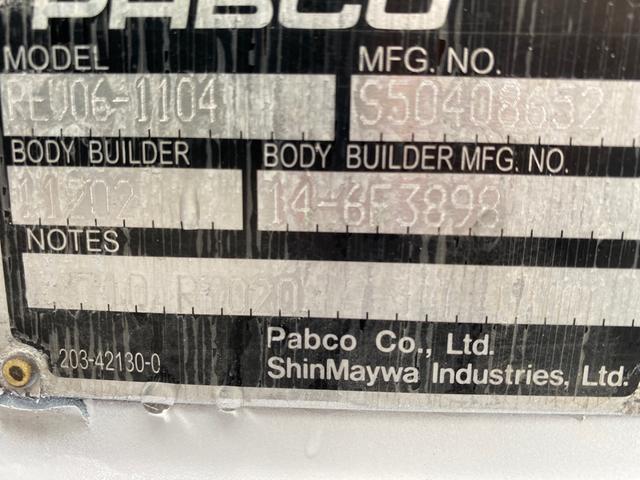 PABCO
MODEL MFG. NO.
REV06-1104 S50408652
BODY BUILDER BODY BUILDER MFG. NO.
11202 14-6F3898
NOTES
203-42130-0
Pabco Co., Ltd.
ShinMaywa Industries, Ltd.